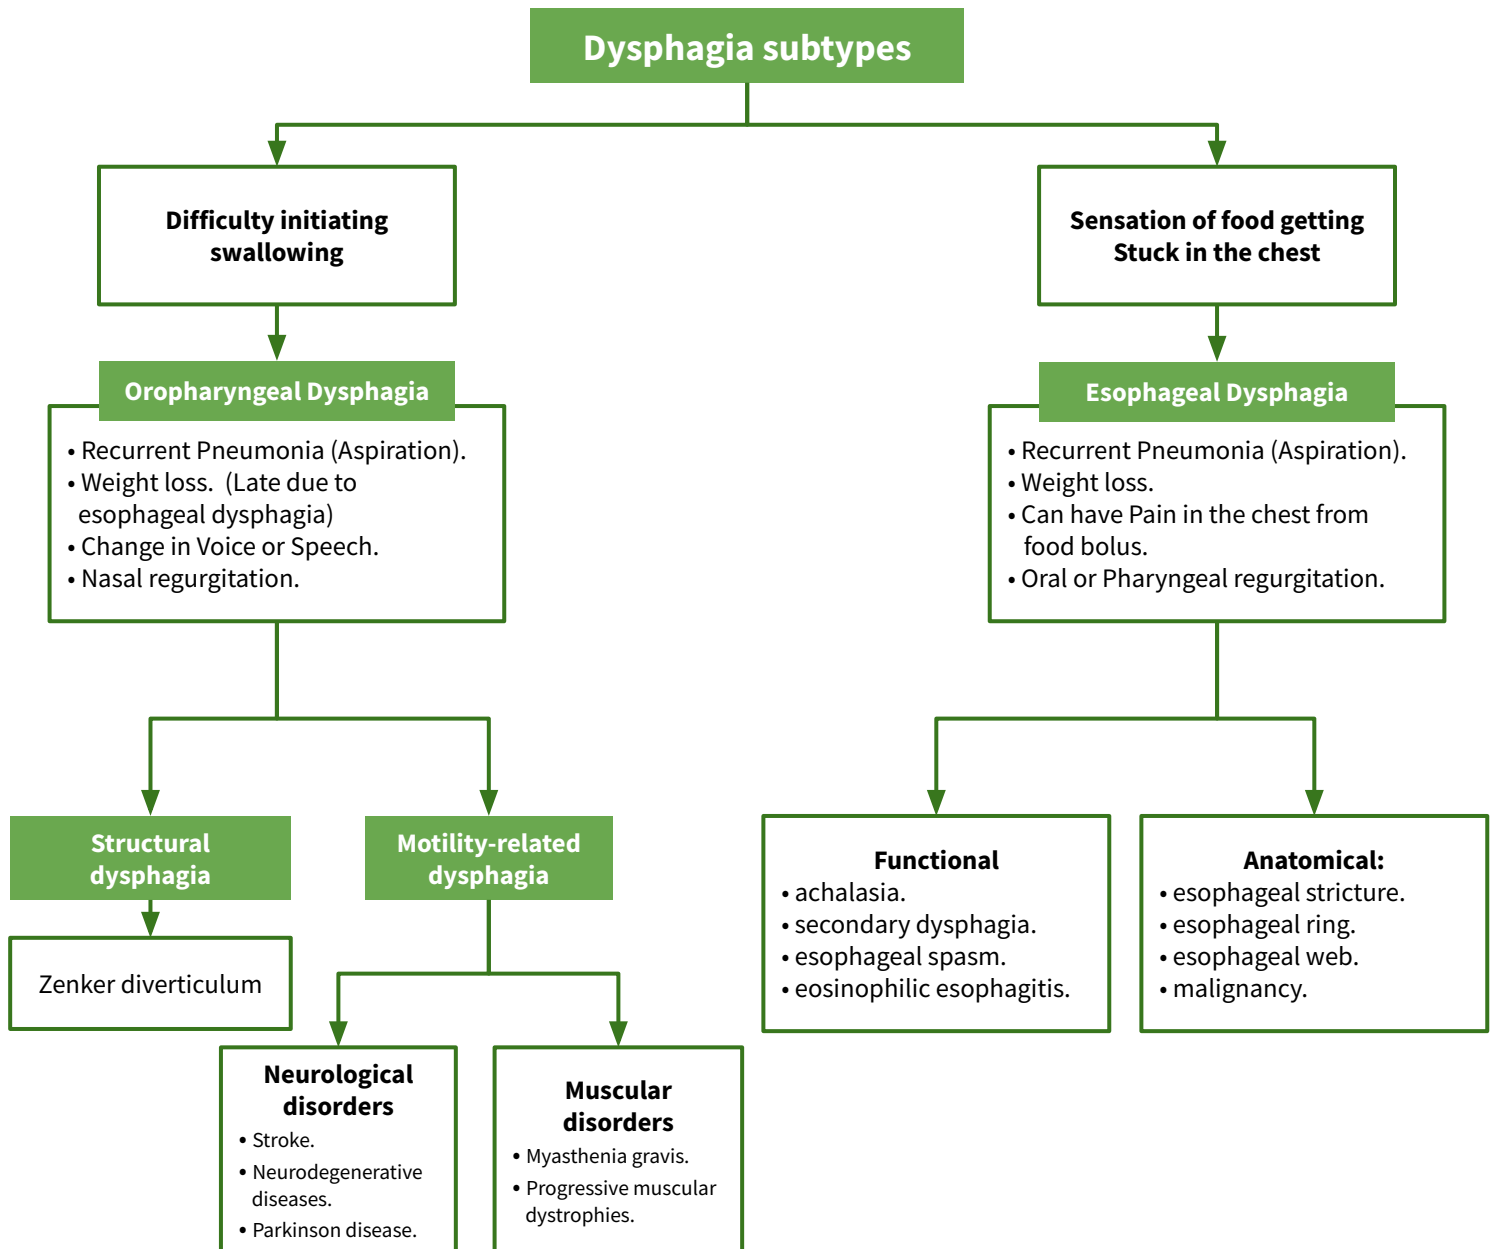 Dysphagia subtypes
Difficulty initiating
swallowing
Sensation of food getting
Stuck in the chest
Oropharyngeal Dysphagia
• Recurrent Pneumonia (Aspiration).
• Weight loss.  (Late due to
esophageal dysphagia)
• Change in Voice or Speech.
• Nasal regurgitation.
Esophageal Dysphagia
• Recurrent Pneumonia (Aspiration).
• Weight loss.
• Can have Pain in the chest from
food bolus.
• Oral or Pharyngeal regurgitation.
Structural
dysphagia
Zenker diverticulum
Motility-related
dysphagia
Neurological
disorders
• Stroke.
• Neurodegenerative
diseases.
• Parkinson disease.
Muscular
disorders
• Myasthenia gravis.
• Progressive muscular
dystrophies.
Functional
• achalasia.
• secondary dysphagia.
• esophageal spasm.
• eosinophilic esophagitis.
Anatomical:
• esophageal stricture.
• esophageal ring.
• esophageal web.
• malignancy.